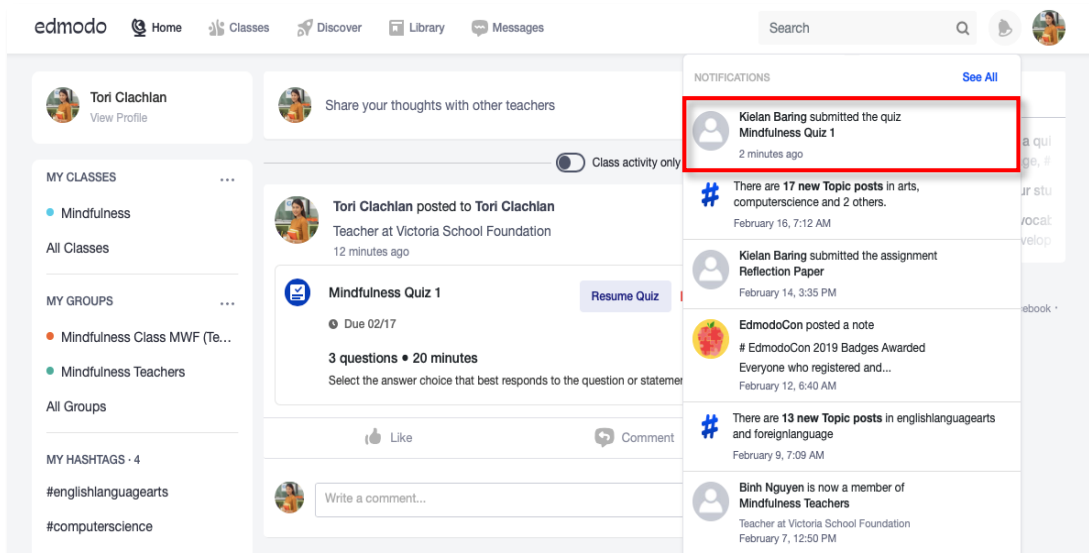 edmodo
Home
Classes
Discover
Library
Messages
Search
Tori Clachlan
View Profile
MY CLASSES
Mindfulness
All Classes
MY GROUPS
Mindfulness Class MWF (Te...
Mindfulness Teachers
All Groups
MY HASHTAGS · 4
#englishlanguagearts
#computerscience
Share your thoughts with other teachers
Class activity only
Tori Clachlan posted to Tori Clachlan
Teacher at Victoria School Foundation
12 minutes ago
Mindfulness Quiz 1
Resume Quiz
Due 02/17
3 questions • 20 minutes
Select the answer choice that best responds to the question or statemen
Like
Comment
Write a comment...
NOTIFICATIONS
See All
Kielan Baring submitted the quiz
Mindfulness Quiz 1
2 minutes ago
There are 17 new Topic posts in arts,
computerscience and 2 others.
February 16, 7:12 AM
Kielan Baring submitted the assignment
Reflection Paper
February 14, 3:35 PM
EdmodoCon posted a note
# EdmodoCon 2019 Badges Awarded
Everyone who registered and...
February 12, 6:40 AM
There are 13 new Topic posts in englishlanguagearts
and foreignlanguage
February 9, 7:09 AM
Binh Nguyen is now a member of
Mindfulness Teachers
Teacher at Victoria School Foundation
February 7, 12:50 PM